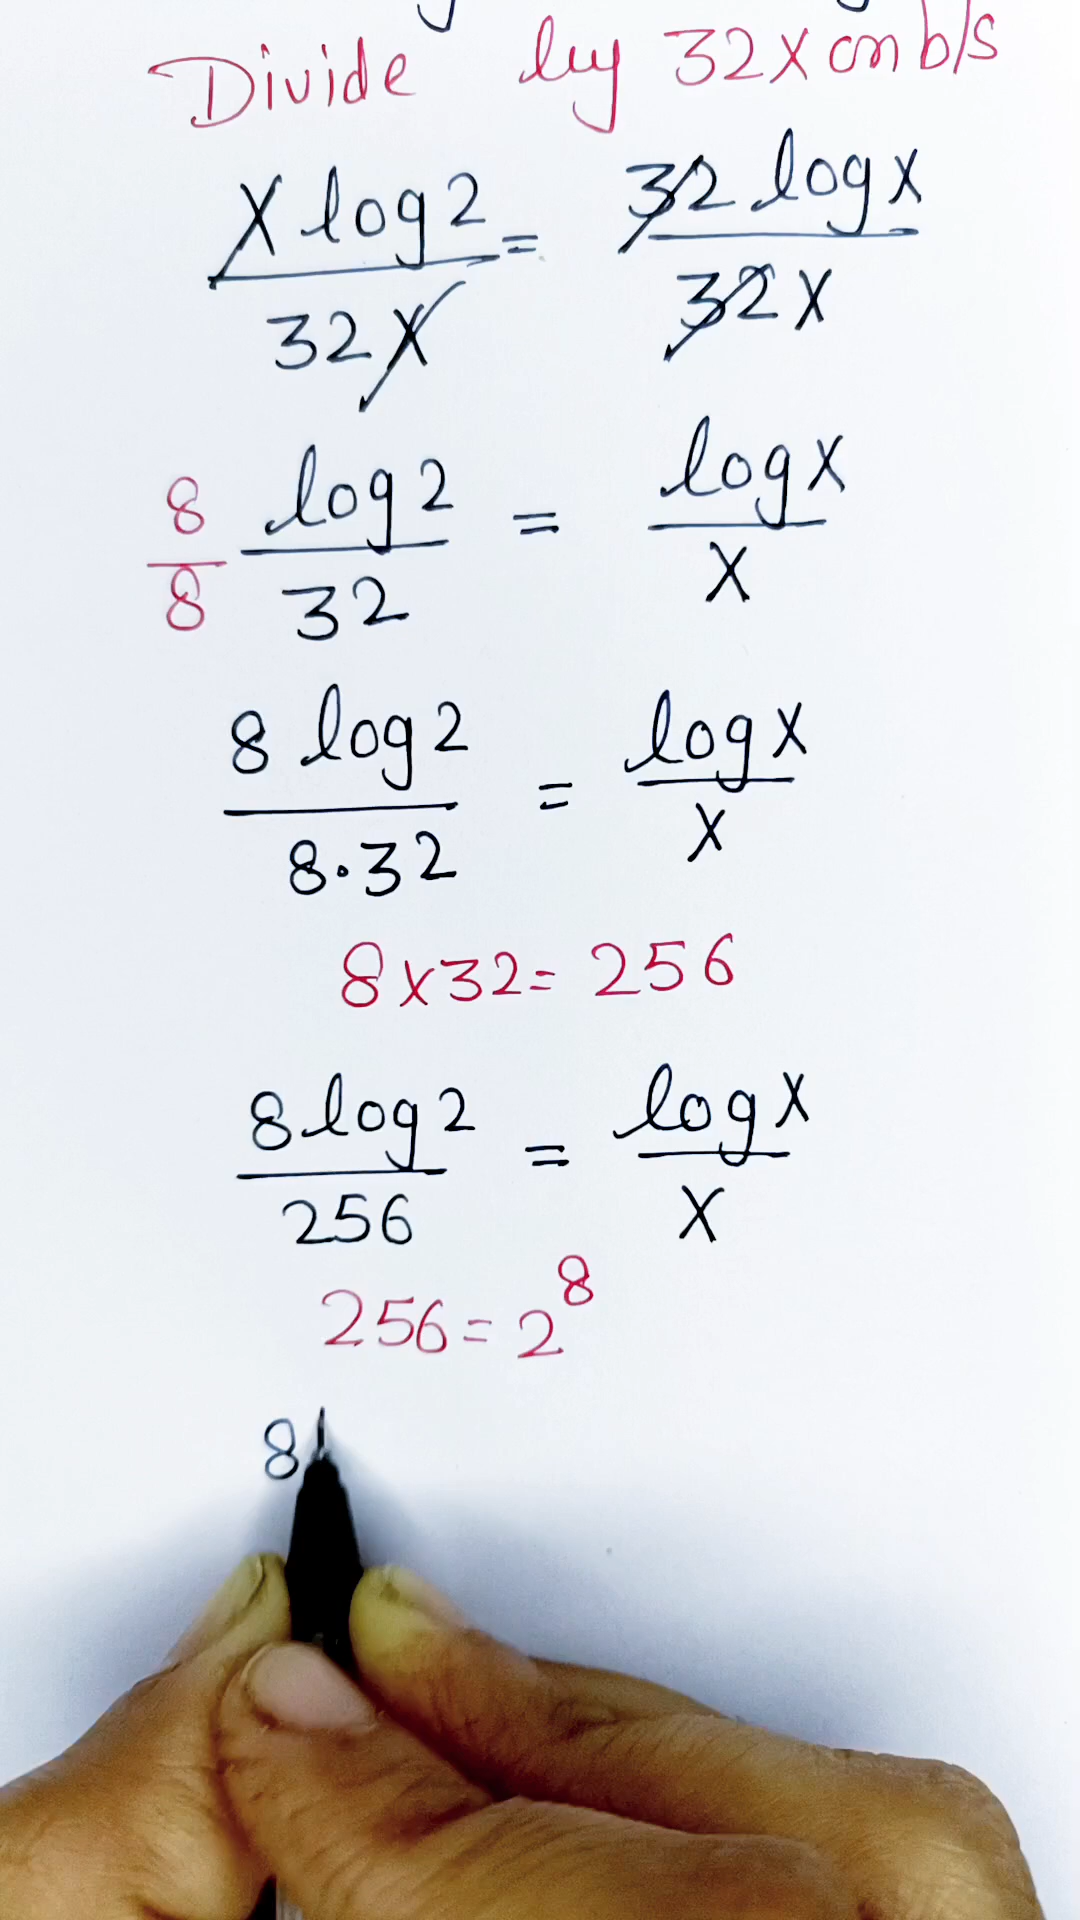 Divide by 32x on b/s
x log 2 / 32x = 32 log x / 32x
8/8 log 2 / 32 = log x / x
8 log 2 / 8·32 = log x / x
8x32 = 256
8 log 2 / 256 = log x / x
256 = 2^8
8